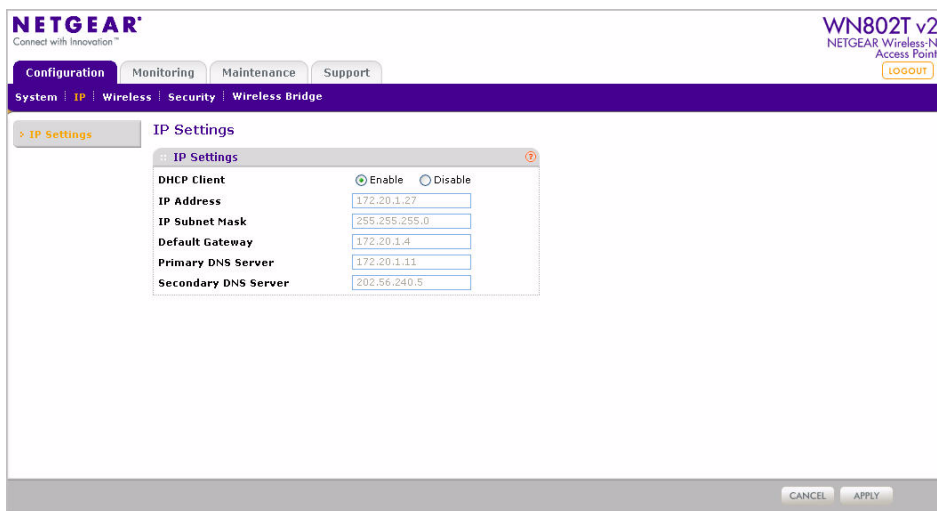 NETGEAR®
Connect with Innovation™
WN802T v2
NETGEAR Wireless-N
Access Point
LOGOUT
Configuration Monitoring Maintenance Support
System IP Wireless Security Wireless Bridge
> IP Settings
IP Settings
:: IP Settings ?
DHCP Client Enable Disable
IP Address 172.20.1.27
IP Subnet Mask 255.255.255.0
Default Gateway 172.20.1.4
Primary DNS Server 172.20.1.11
Secondary DNS Server 202.56.240.5
CANCEL APPLY